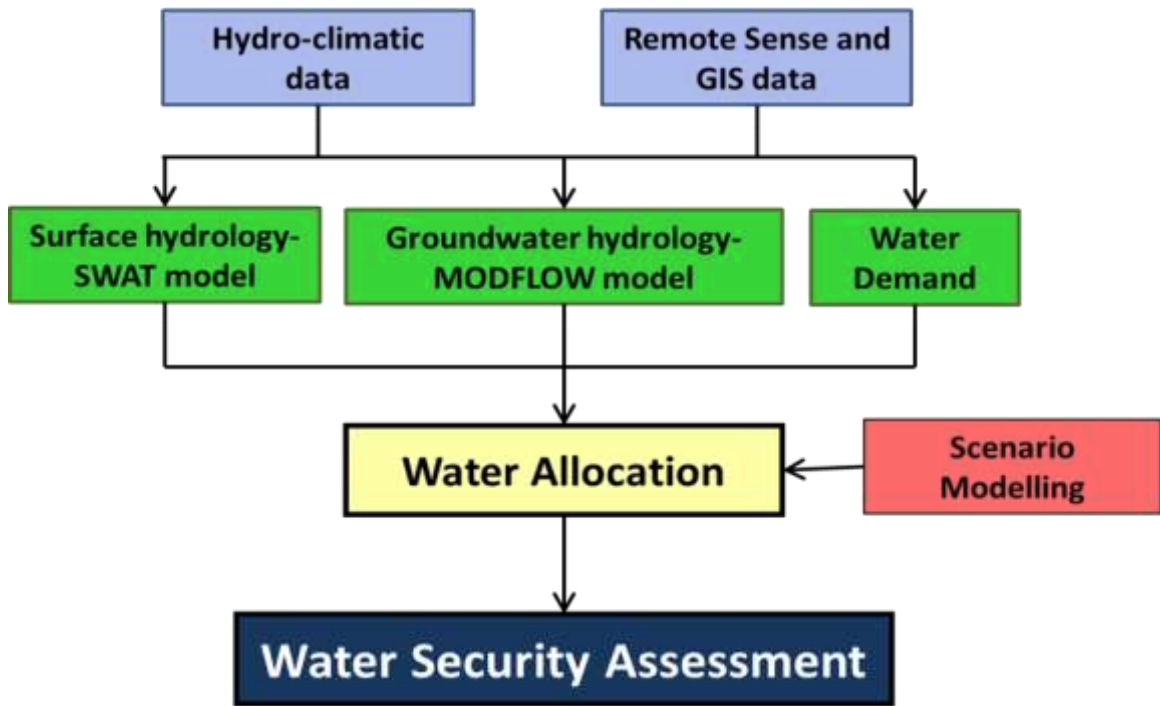 Hydro-climatic
data
Remote Sense and
GIS data
Surface hydrology-
SWAT model
Groundwater hydrology-
MODFLOW model
Water
Demand
Water Allocation
Scenario
Modelling
Water Security Assessment